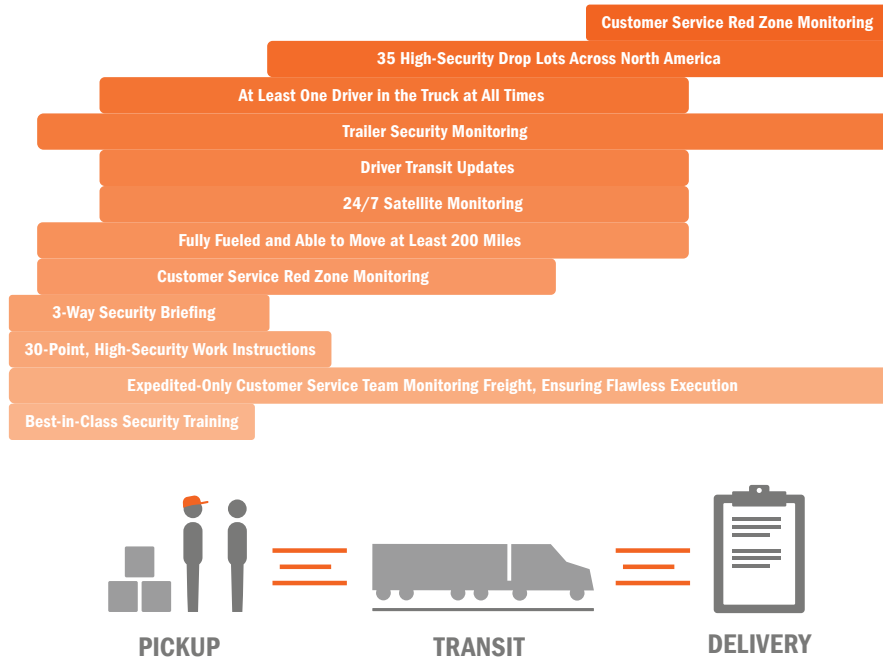 Customer Service Red Zone Monitoring
35 High-Security Drop Lots Across North America
At Least One Driver in the Truck at All Times
Trailer Security Monitoring
Driver Transit Updates
24/7 Satellite Monitoring
Fully Fueled and Able to Move at Least 200 Miles
Customer Service Red Zone Monitoring
3-Way Security Briefing
30-Point, High-Security Work Instructions
Expedited-Only Customer Service Team Monitoring Freight, Ensuring Flawless Execution
Best-in-Class Security Training
PICKUP
TRANSIT
DELIVERY